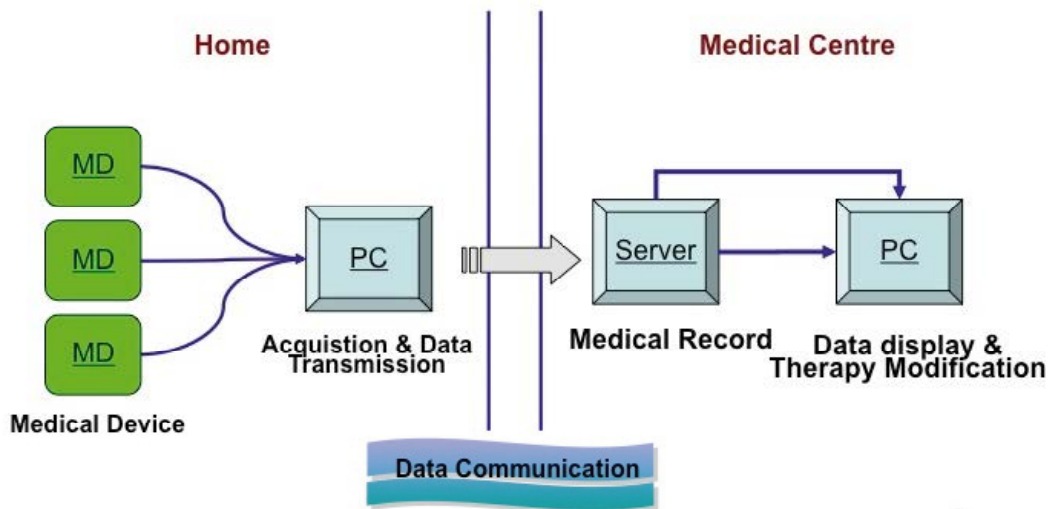 Home
Medical Centre
MD
MD
MD
PC
Server
PC
Acquistion & Data
Transmission
Medical Record
Data display &
Therapy Modification
Medical Device
Data Communication